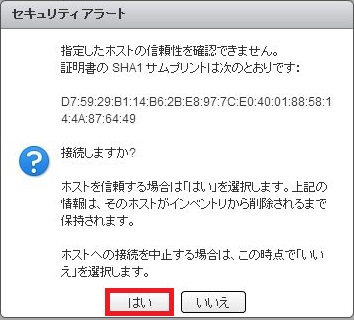 セキュリティ アラート
指定したホストの信頼性を確認できません。
証明書の SHA1 サムプリントは次のとおりです:
D7:59:29:B1:14:B6:2B:E8:97:7C:E0:40:01:88:58:1
4:4A:87:64:49
接続しますか?
ホストを信頼する場合は「はい」を選択します。上記の
情報は、そのホストがインベントリから削除されるまで
保持されます。
ホストへの接続を中止する場合は、この時点で「いい
え」を選択します。
はい
いいえ